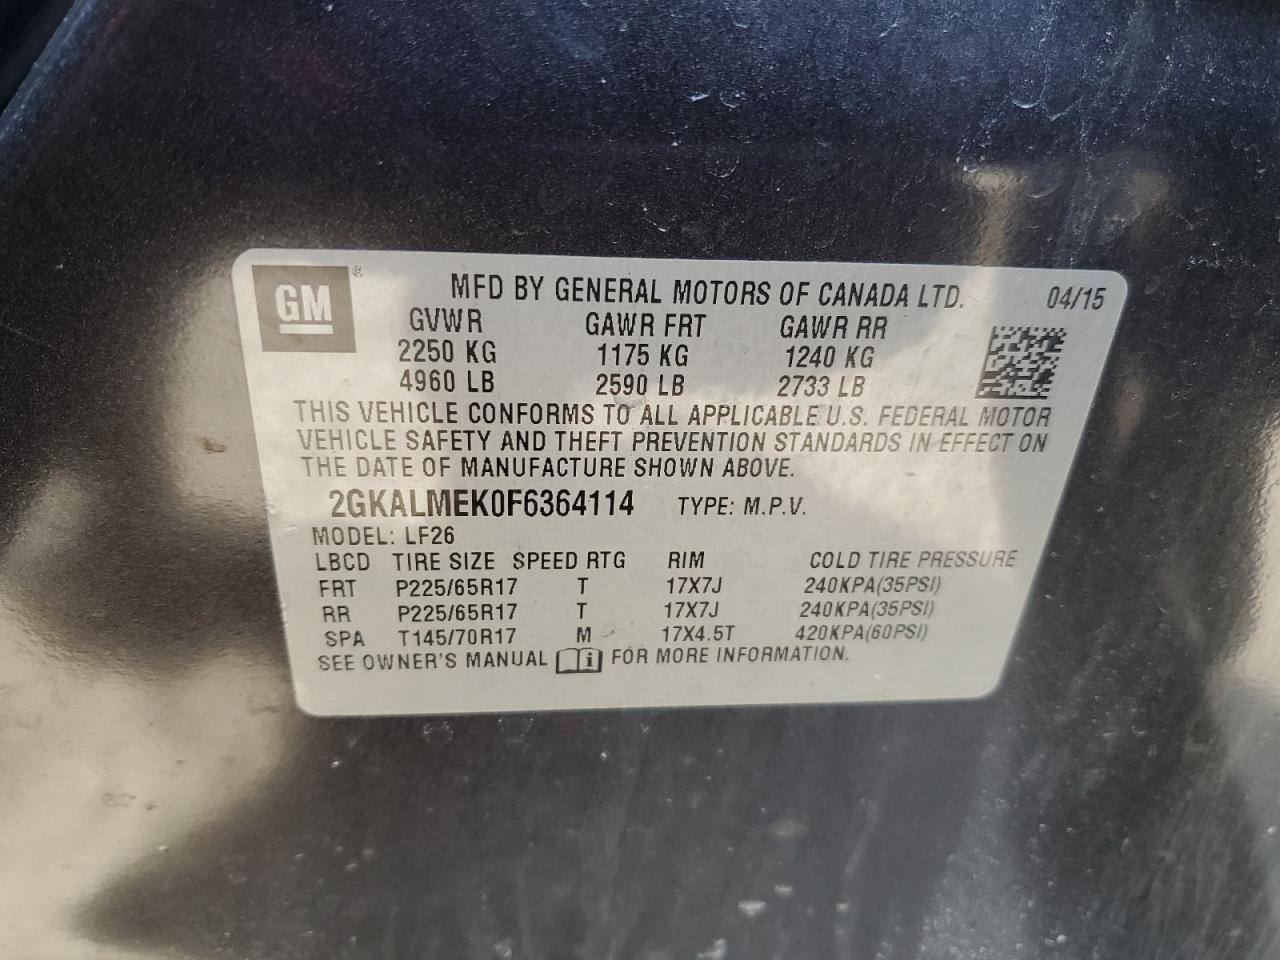 GM®
MFD BY GENERAL MOTORS OF CANADA LTD. 04/15
GVWR GAWR FRT GAWR RR
2250 KG 1175 KG 1240 KG
4960 LB 2590 LB 2733 LB
THIS VEHICLE CONFORMS TO ALL APPLICABLE U.S. FEDERAL MOTOR
VEHICLE SAFETY AND THEFT PREVENTION STANDARDS IN EFFECT ON
THE DATE OF MANUFACTURE SHOWN ABOVE.
2GKALMEK0F6364114 TYPE: M.P.V.
MODEL: LF26
LBCD TIRE SIZE SPEED RTG RIM COLD TIRE PRESSURE
FRT P225/65R17 T 17X7J 240KPA(35PSI)
RR P225/65R17 T 17X7J 240KPA(35PSI)
SPA T145/70R17 M 17X4.5T 420KPA(60PSI)
SEE OWNER'S MANUAL i FOR MORE INFORMATION.